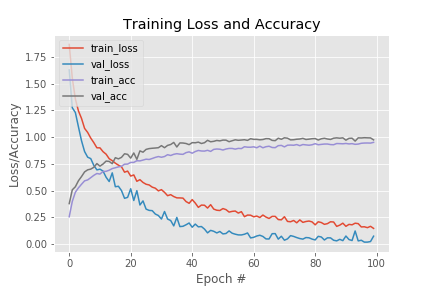 Training Loss and Accuracy
train_loss
val_loss
train_acc
val_acc
1.75
1.50
1.25
1.00
0.75
0.50
0.25
0.00
Loss/Accuracy
0 20 40 60 80 100
Epoch #